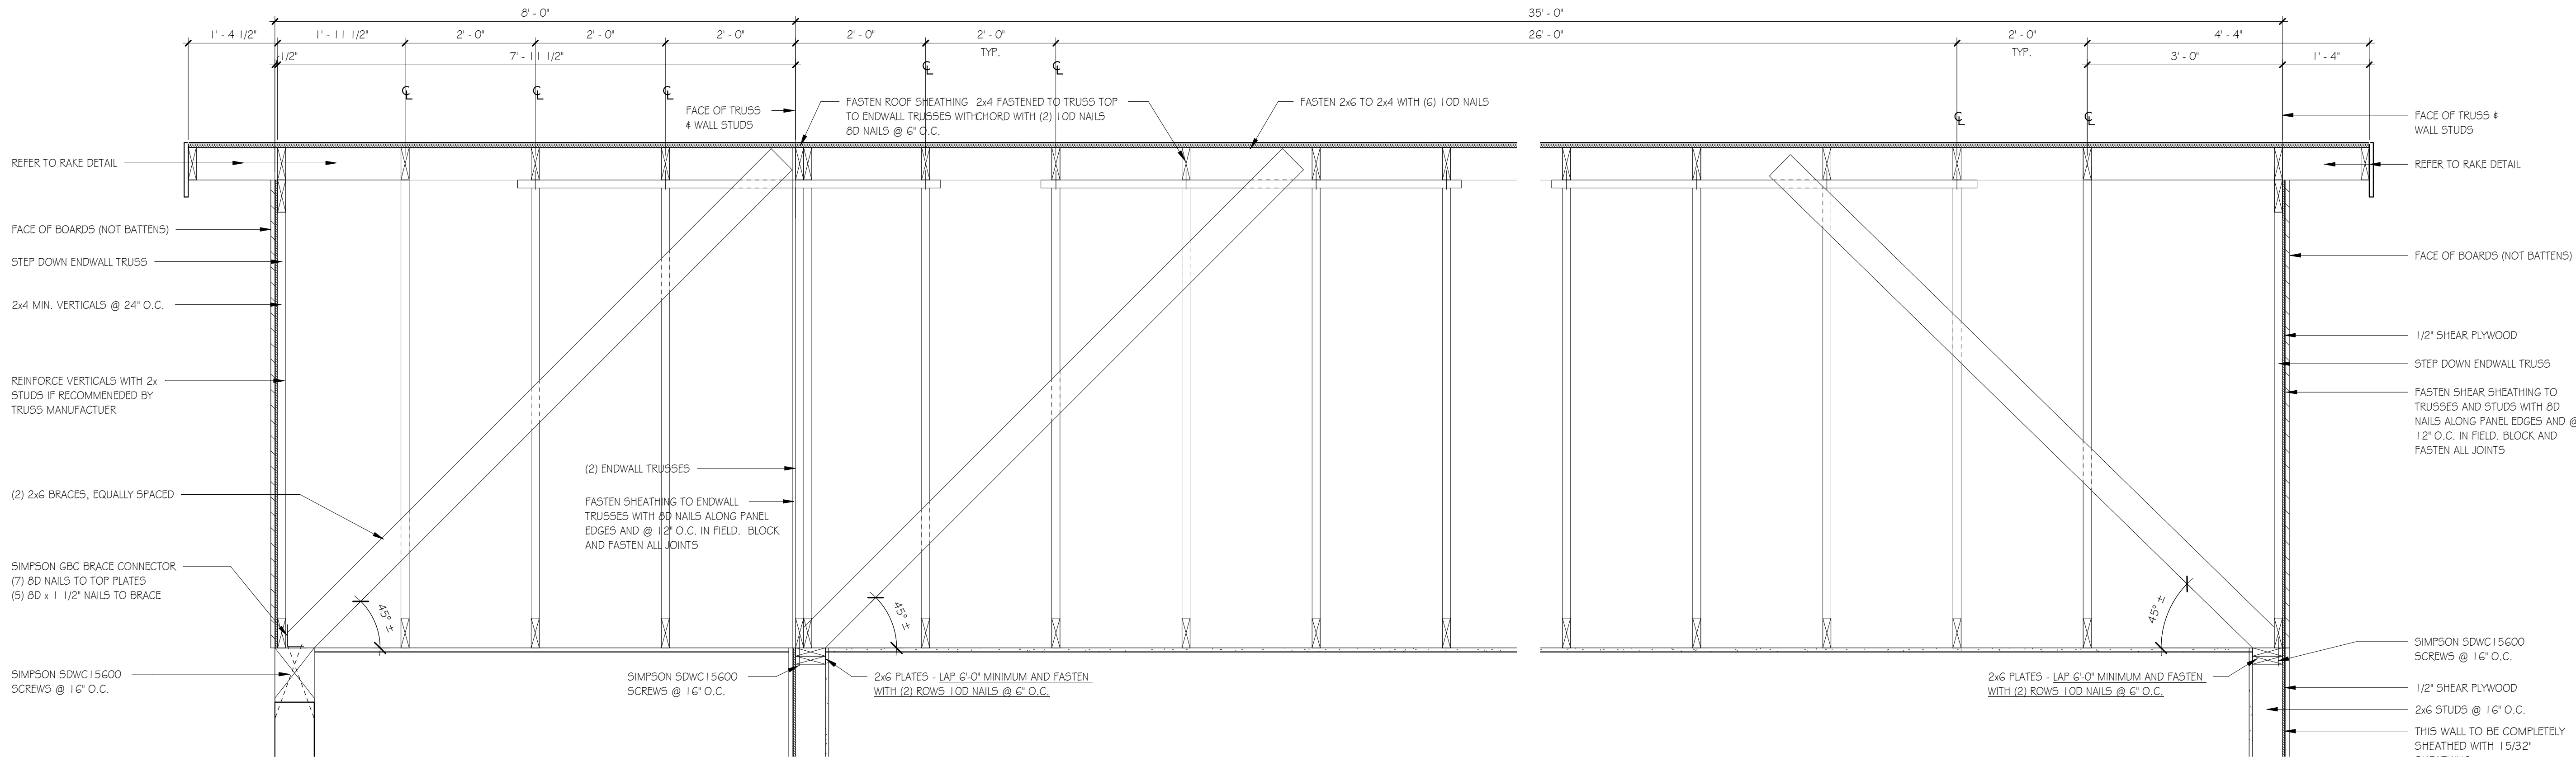 8' - 0"
35' - 0"
1' - 4 1/2"
1' - 11 1/2"
2' - 0"
2' - 0"
2' - 0"
2' - 0"
2' - 0"
TYP.
26' - 0"
2' - 0"
TYP.
4' - 4"
1/2"
7' - 11 1/2"
3' - 0"
1' - 4"
℄
℄
℄
℄
℄
℄
℄
FACE OF TRUSS
& WALL STUDS
FASTEN ROOF SHEATHING
TO ENDWALL TRUSSES WITH
8D NAILS @ 6" O.C.
2x4 FASTENED TO TRUSS TOP
CHORD WITH (2) 10D NAILS
FASTEN 2x6 TO 2x4 WITH (6) 10D NAILS
FACE OF TRUSS &
WALL STUDS
REFER TO RAKE DETAIL
REFER TO RAKE DETAIL
FACE OF BOARDS (NOT BATTENS)
STEP DOWN ENDWALL TRUSS
2x4 MIN. VERTICALS @ 24" O.C.
REINFORCE VERTICALS WITH 2x
STUDS IF RECOMMENEDED BY
TRUSS MANUFACTUER
(2) 2x6 BRACES, EQUALLY SPACED
SIMPSON GBC BRACE CONNECTOR
(7) 8D NAILS TO TOP PLATES
(5) 8D x 1 1/2" NAILS TO BRACE
SIMPSON SDWC15600
SCREWS @ 16" O.C.
45° ±
(2) ENDWALL TRUSSES
FASTEN SHEATHING TO ENDWALL
TRUSSES WITH 8D NAILS ALONG PANEL
EDGES AND @ 12" O.C. IN FIELD. BLOCK
AND FASTEN ALL JOINTS
SIMPSON SDWC15600
SCREWS @ 16" O.C.
45° ±
2x6 PLATES - LAP 6'-0" MINIMUM AND FASTEN
WITH (2) ROWS 10D NAILS @ 6" O.C.
45° ±
2x6 PLATES - LAP 6'-0" MINIMUM AND FASTEN
WITH (2) ROWS 10D NAILS @ 6" O.C.
FACE OF BOARDS (NOT BATTENS)
1/2" SHEAR PLYWOOD
STEP DOWN ENDWALL TRUSS
FASTEN SHEAR SHEATHING TO
TRUSSES AND STUDS WITH 8D
NAILS ALONG PANEL EDGES AND @
12" O.C. IN FIELD. BLOCK AND
FASTEN ALL JOINTS
SIMPSON SDWC15600
SCREWS @ 16" O.C.
1/2" SHEAR PLYWOOD
2x6 STUDS @ 16" O.C.
THIS WALL TO BE COMPLETELY
SHEATHED WITH 15/32"